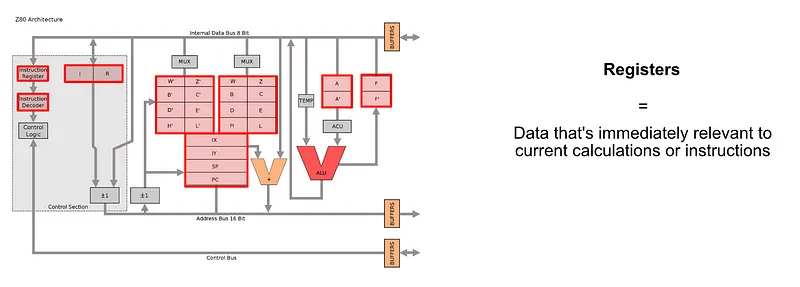 Z80 Architecture
Internal Data Bus 8 Bit
BUFFERS
MUX
MUX
Instruction
Register
I
R
W'
Z'
W
Z
A
F
B'
C'
B
C
Instruction
Decoder
D'
E'
D
E
TEMP
A'
F'
H'
L'
H
L
Control
Logic
ACU
IX
IY
SP
PC
+
ALU
±1
±1
Control Section
Address Bus 16 Bit
BUFFERS
Control Bus
BUFFERS
Registers
=
Data that's immediately relevant to
current calculations or instructions